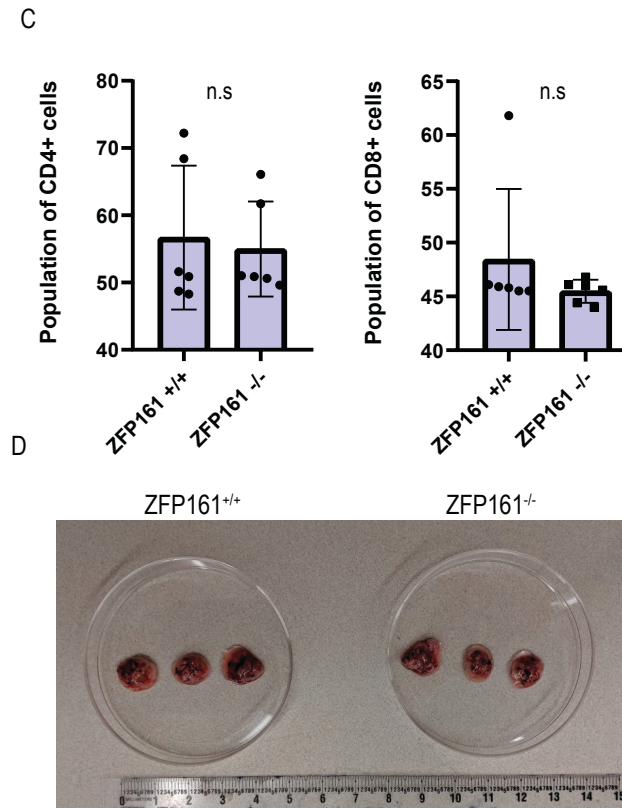 C
Population of CD4+ cells
80
70
60
50
40
n.s
ZFP161 +/+
ZFP161 -/-
Population of CD8+ cells
65
60
55
50
45
40
n.s
ZFP161 +/+
ZFP161 -/-
D
ZFP161+/+
ZFP161-/-
0 1 2 3 4 5 6 7 8 9 10 11 12 13 14 15